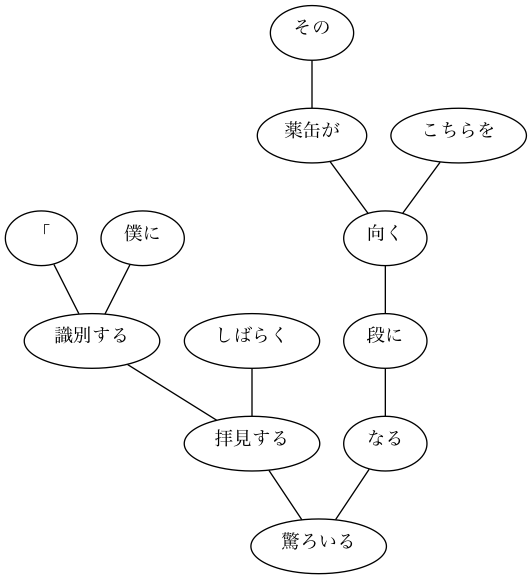 その
薬缶が
こちらを
「
僕に
向く
識別する
しばらく
段に
拝見する
なる
驚ろいる